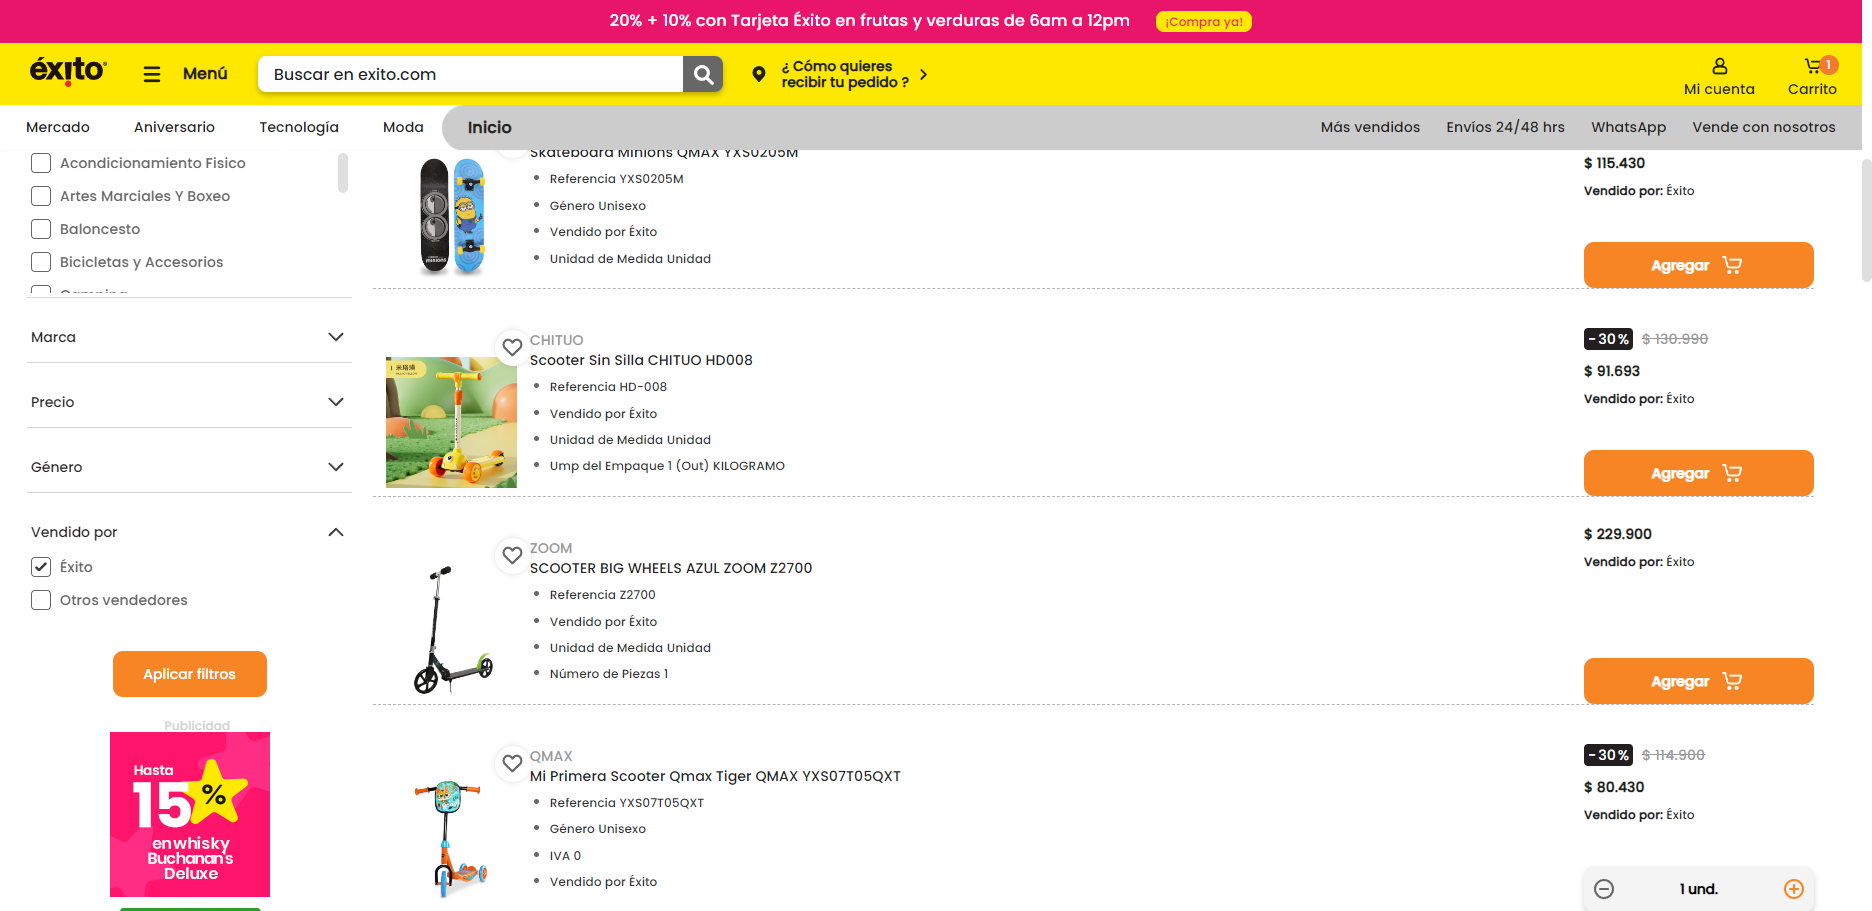 20% + 10% con Tarjeta Éxito en frutas y verduras de 6am a 12pm
¡Compra ya!
éxito
Menú
Buscar en exito.com
¿ Cómo quieres
recibir tu pedido ?
Mi cuenta
1
Carrito
Mercado
Aniversario
Tecnología
Moda
Inicio
Más vendidos
Envíos 24/48 hrs
WhatsApp
Vende con nosotros
Acondicionamiento Fisico
Artes Marciales Y Boxeo
Baloncesto
Bicicletas y Accesorios
Camping
Marca
Precio
Género
Vendido por
Éxito
Otros vendedores
Aplicar filtros
Publicidad
Hasta
15%
en whisky
Buchanan's
Deluxe
Skateboard Minions QMAX YXS0205M
Referencia YXS0205M
Género Unisexo
Vendido por Éxito
Unidad de Medida Unidad
$ 115.430
Vendido por: Éxito
Agregar
CHITUO
Scooter Sin Silla CHITUO HD008
Referencia HD-008
Vendido por Éxito
Unidad de Medida Unidad
Ump del Empaque 1 (Out) KILOGRAMO
-30%
$ 130.990
$ 91.693
Vendido por: Éxito
Agregar
ZOOM
SCOOTER BIG WHEELS AZUL ZOOM Z2700
Referencia Z2700
Vendido por Éxito
Unidad de Medida Unidad
Número de Piezas 1
$ 229.900
Vendido por: Éxito
Agregar
QMAX
Mi Primera Scooter Qmax Tiger QMAX YXS07T05QXT
Referencia YXS07T05QXT
Género Unisexo
IVA 0
Vendido por Éxito
-30%
$ 114.900
$ 80.430
Vendido por: Éxito
1 und.